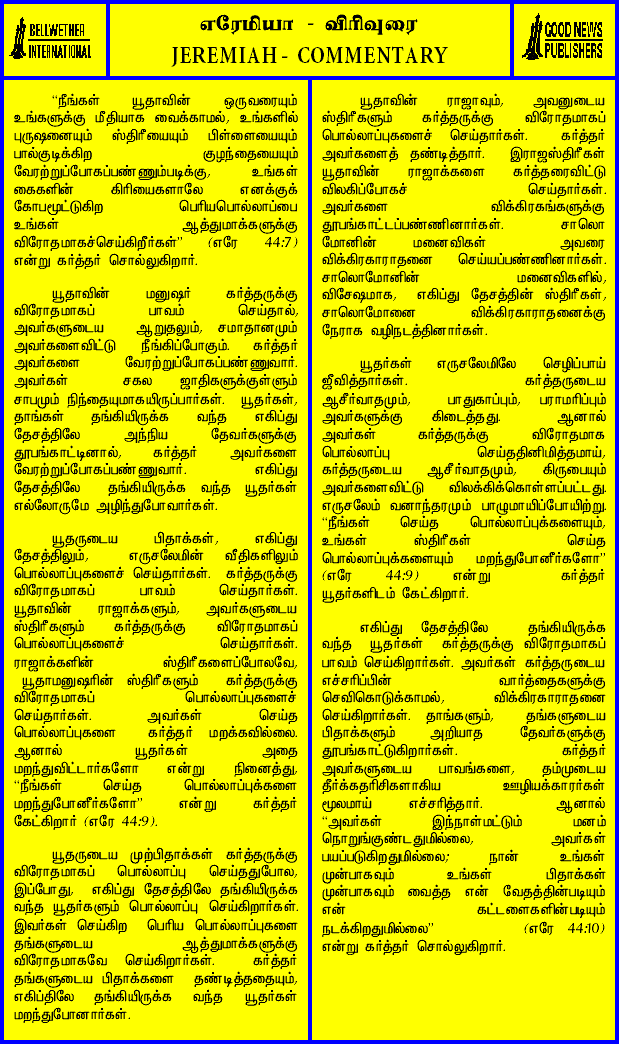 BELLWETHER
INTERNATIONAL
எரேமியா - விரிவுரை
JEREMIAH - COMMENTARY
GOOD NEWS
PUBLISHERS
“நீங்கள் யூதாவின் ஒருவரையும்
உங்களுக்கு மீதியாக வைக்காமல், உங்களில்
புருஷனையும் ஸ்திரீயையும் பிள்ளையையும்
பால்குடிக்கிற குழந்தையையும்
வேரற்றுப்போகப்பண்ணும்படிக்கு, உங்கள்
கைகளின் கிரியைகளாலே எனக்குக்
கோபமூட்டுகிற பெரியபொல்லாப்பை
உங்கள் ஆத்துமாக்களுக்கு
விரோதமாகச்செய்கிறீர்கள்” (எரே 44:7)
என்று கர்த்தர் சொல்லுகிறார்.
யூதாவின் மனுஷர் கர்த்தருக்கு
விரோதமாகப் பாவம் செய்தால்,
அவர்களுடைய ஆறுதலும், சமாதானமும்
அவர்களைவிட்டு நீங்கிப்போகும். கர்த்தர்
அவர்களை வேரற்றுப்போகப்பண்ணுவார்.
அவர்கள் சகல ஜாதிகளுக்குள்ளும்
சாபமும் நிந்தையுமாகயிருப்பார்கள். யூதர்கள்,
தாங்கள் தங்கியிருக்க வந்த எகிப்து
தேசத்திலே அந்நிய தேவர்களுக்கு
தூபங்காட்டினால், கர்த்தர் அவர்களை
வேரற்றுப்போகப்பண்ணுவார். எகிப்து
தேசத்திலே தங்கியிருக்க வந்த யூதர்கள்
எல்லோருமே அழிந்துபோவார்கள்.
யூதருடைய பிதாக்கள், எகிப்து
தேசத்திலும், எருசலேமின் வீதிகளிலும்
பொல்லாப்புகளைச் செய்தார்கள். கர்த்தருக்கு
விரோதமாகப் பாவம் செய்தார்கள்.
யூதாவின் ராஜாக்களும், அவர்களுடைய
ஸ்திரீகளும் கர்த்தருக்கு விரோதமாகப்
பொல்லாப்புகளைச் செய்தார்கள்.
ராஜாக்களின் ஸ்திரீகளைப்போலவே,
யூதாமனுஷரின் ஸ்திரீகளும் கர்த்தருக்கு
விரோதமாகப் பொல்லாப்புகளைச்
செய்தார்கள். அவர்கள் செய்த
பொல்லாப்புகளை கர்த்தர் மறக்கவில்லை.
ஆனால் யூதர்கள் அதை
மறந்துவிட்டார்களோ என்று நினைத்து,
“நீங்கள் செய்த பொல்லாப்புக்களை
மறந்துபோனீர்களோ” என்று கர்த்தர்
கேட்கிறார் (எரே 44:9).
யூதருடைய முற்பிதாக்கள் கர்த்தருக்கு
விரோதமாகப் பொல்லாப்பு செய்ததுபோல,
இப்போது, எகிப்து தேசத்திலே தங்கியிருக்க
வந்த யூதர்களும் பொல்லாப்பு செய்கிறார்கள்.
இவர்கள் செய்கிற பெரிய பொல்லாப்புகளை
தங்களுடைய ஆத்துமாக்களுக்கு
விரோதமாகவே செய்கிறார்கள். கர்த்தர்
தங்களுடைய பிதாக்களை தண்டித்ததையும்,
எகிப்திலே தங்கியிருக்க வந்த யூதர்கள்
மறந்துபோனார்கள்.
யூதாவின் ராஜாவும், அவனுடைய
ஸ்திரீகளும் கர்த்தருக்கு விரோதமாகப்
பொல்லாப்புகளைச் செய்தார்கள். கர்த்தர்
அவர்களைத் தண்டித்தார். இராஜஸ்திரீகள்
யூதாவின் ராஜாக்களை கர்த்தரைவிட்டு
விலகிப்போகச் செய்தார்கள்.
அவர்களை விக்கிரகங்களுக்கு
தூபங்காட்டப்பண்ணினார்கள். சாலொ
மோனின் மனைவிகள் அவரை
விக்கிரகாராதனை செய்யப்பண்ணினார்கள்.
சாலொமோனின் மனைவிகளில்,
விசேஷமாக, எகிப்து தேசத்தின் ஸ்திரீகள்,
சாலொமோனை விக்கிரகாராதனைக்கு
நேராக வழிநடத்தினார்கள்.
யூதர்கள் எருசலேமிலே செழிப்பாய்
ஜீவித்தார்கள். கர்த்தருடைய
ஆசீர்வாதமும், பாதுகாப்பும், பராமரிப்பும்
அவர்களுக்கு கிடைத்தது. ஆனால்
அவர்கள் கர்த்தருக்கு விரோதமாக
பொல்லாப்பு செய்ததினிமித்தமாய்,
கர்த்தருடைய ஆசீர்வாதமும், கிருபையும்
அவர்களைவிட்டு விலக்கிக்கொள்ளப்பட்டது.
எருசலேம் வனாந்தரமும் பாழுமாயிப்போயிற்று.
“நீங்கள் செய்த பொல்லாப்புக்களையும்,
உங்கள் ஸ்திரீகள் செய்த
பொல்லாப்புக்களையும் மறந்துபோனீர்களோ”
(எரே 44:9) என்று கர்த்தர்
யூதர்களிடம் கேட்கிறார்.
எகிப்து தேசத்திலே தங்கியிருக்க
வந்த யூதர்கள் கர்த்தருக்கு விரோதமாகப்
பாவம் செய்கிறார்கள். அவர்கள் கர்த்தருடைய
எச்சரிப்பின் வார்த்தைகளுக்கு
செவிகொடுக்காமல், விக்கிரகாராதனை
செய்கிறார்கள். தாங்களும், தங்களுடைய
பிதாக்களும் அறியாத தேவர்களுக்கு
தூபங்காட்டுகிறார்கள். கர்த்தர்
அவர்களுடைய பாவங்களை, தம்முடைய
தீர்க்கதரிசிகளாகிய ஊழியக்காரர்கள்
மூலமாய் எச்சரித்தார். ஆனால்
“அவர்கள் இந்நாள்மட்டும் மனம்
நொறுங்குண்டதுமில்லை, அவர்கள்
பயப்படுகிறதுமில்லை; நான் உங்கள்
முன்பாகவும் உங்கள் பிதாக்கள்
முன்பாகவும் வைத்த என் வேதத்தின்படியும்
என் கட்டளைகளின்படியும்
நடக்கிறதுமில்லை” (எரே 44:10)
என்று கர்த்தர் சொல்லுகிறார்.